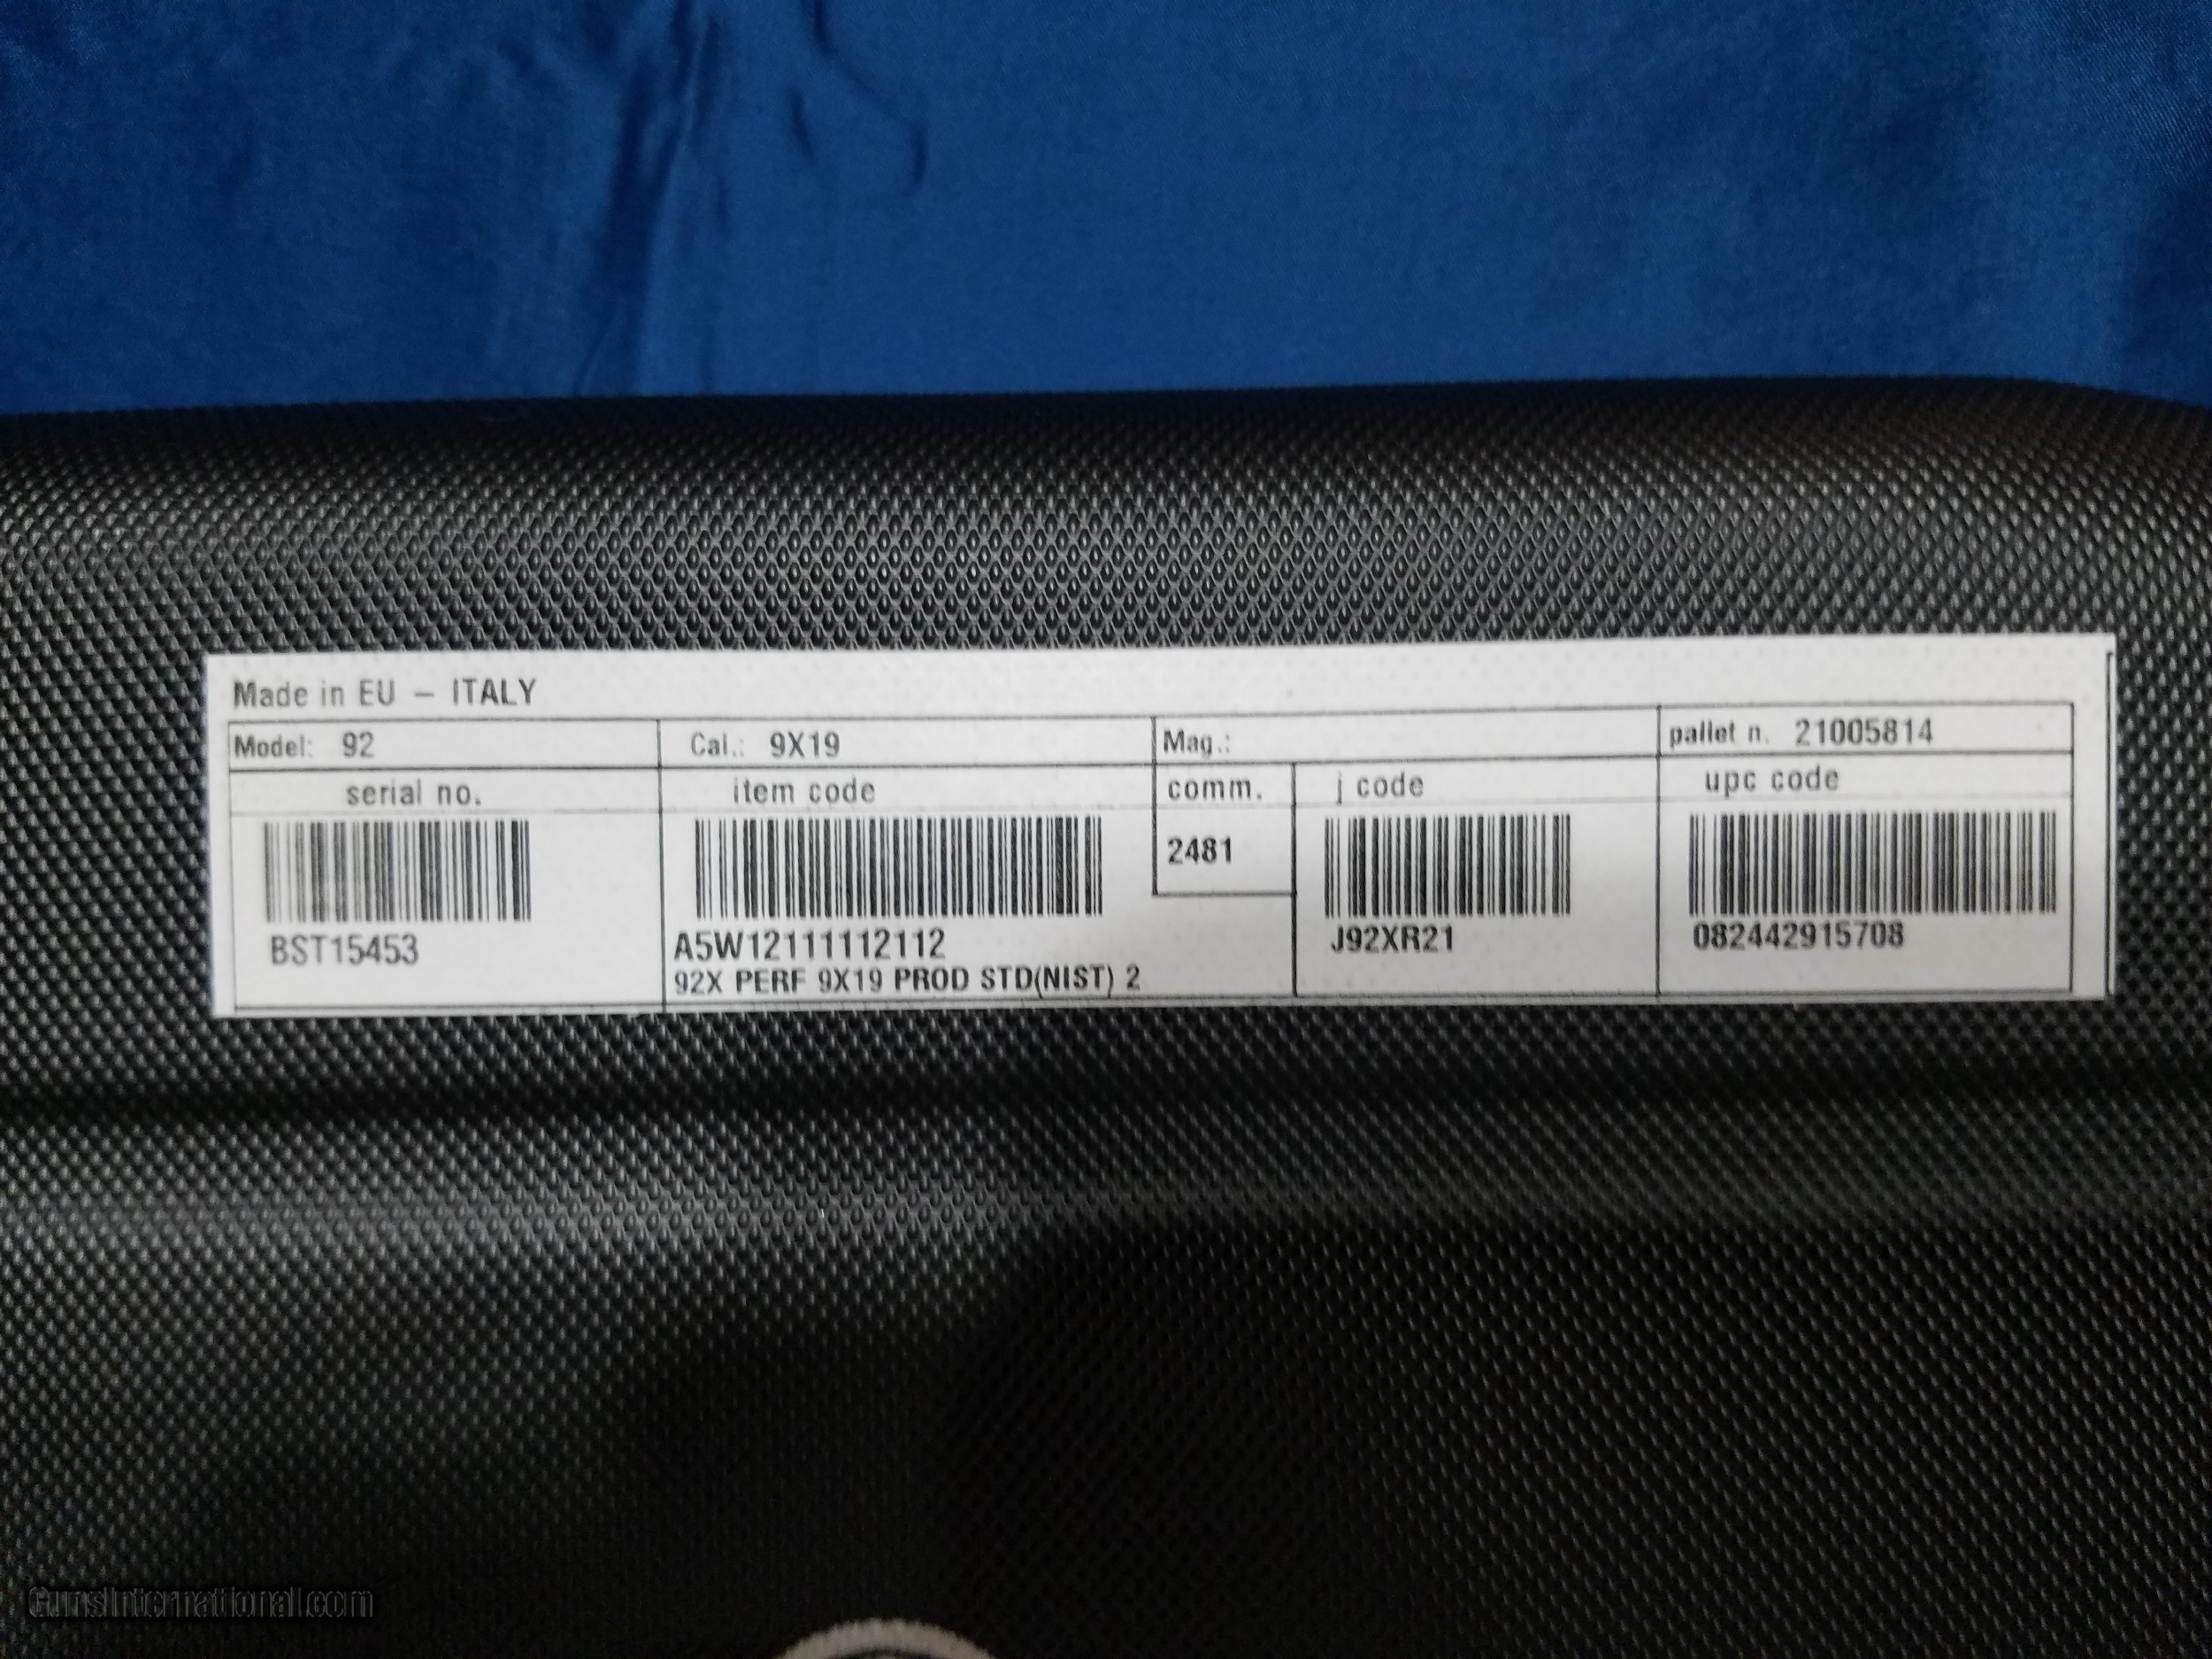 Made in EU – ITALY
Model: 92 Cal.: 9X19 Mag.: pallet n. 21005814
serial no. item code comm. j code upc code
2481
BST15453 A5W12111112112 J92XR21 082442915708
92X PERF 9X19 PROD STD(NIST) 2
GunsInternational.com